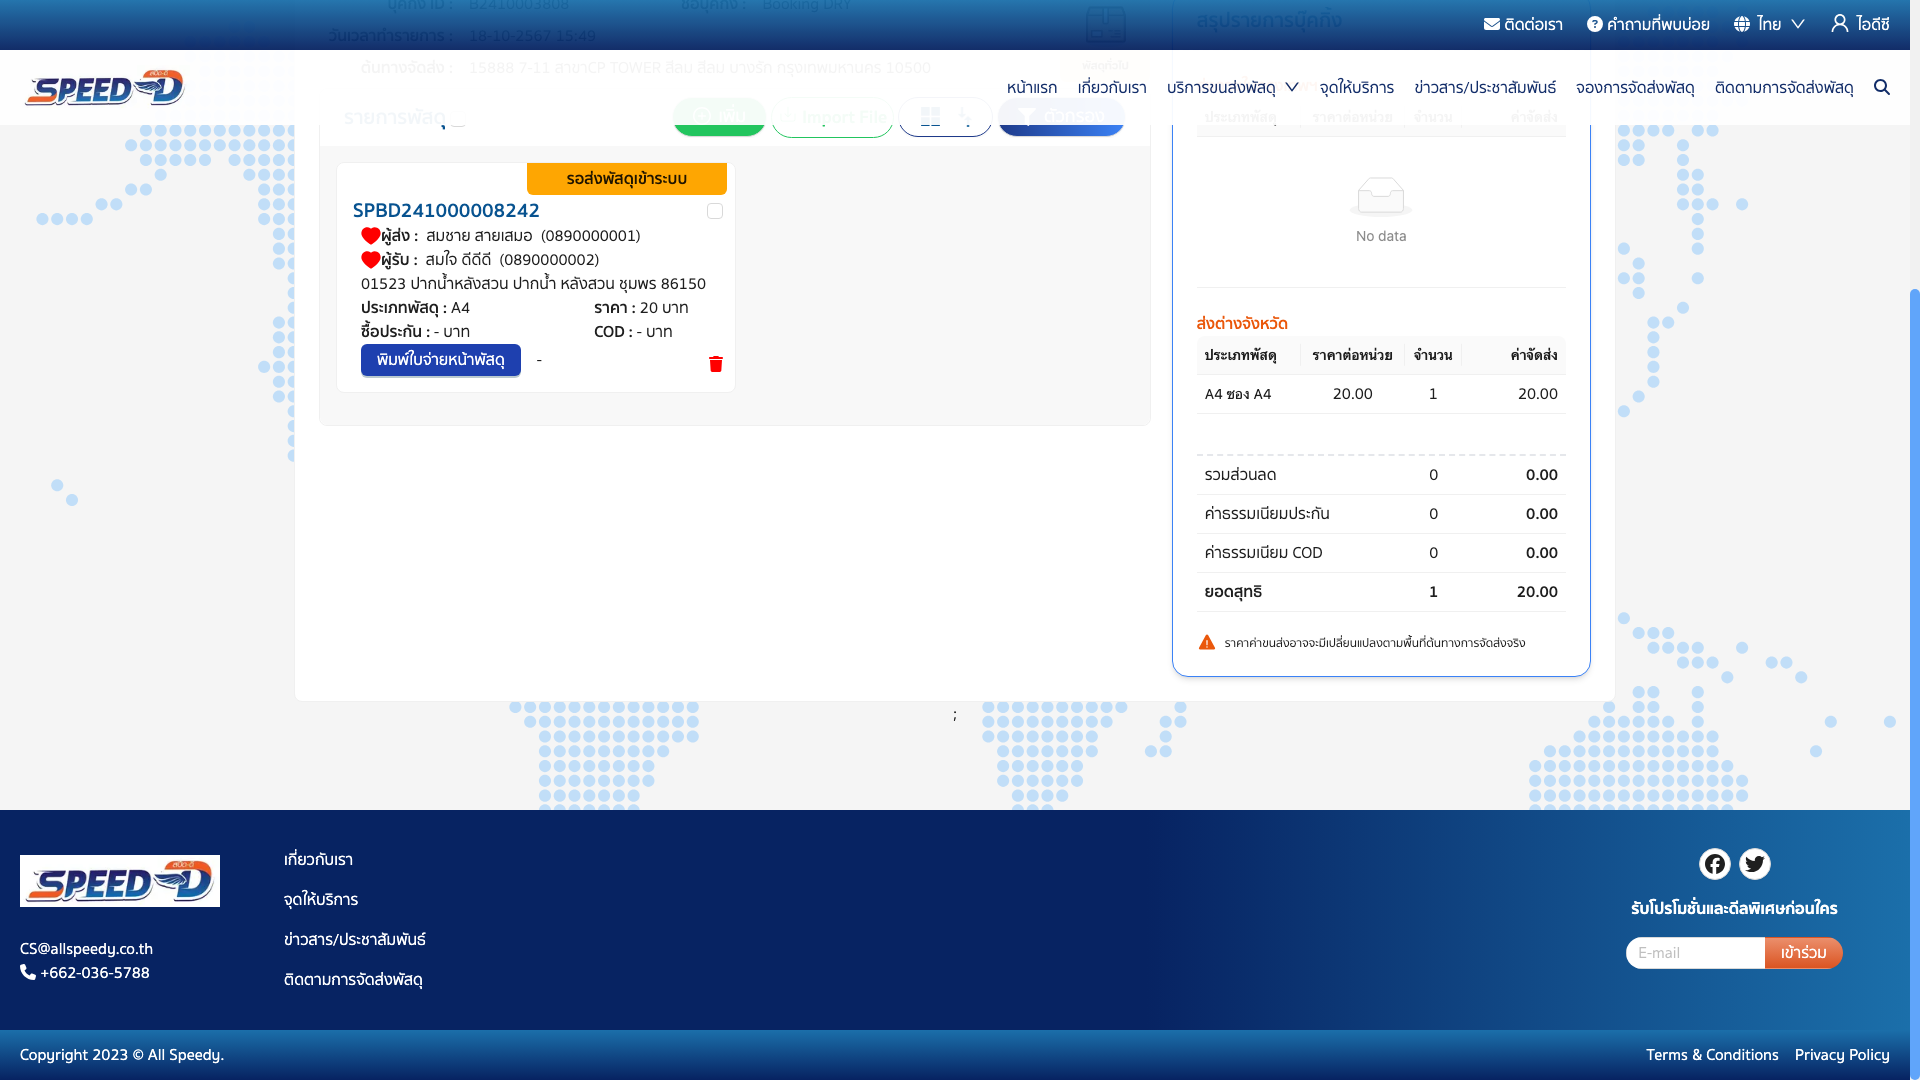 ติดต่อเรา คำถามที่พบบ่อย ไทย ไอดีซี
SPEED-D
หน้าแรก เกี่ยวกับเรา บริการขนส่งพัสดุ จุดให้บริการ ข่าวสาร/ประชาสัมพันธ์ จองการจัดส่งพัสดุ ติดตามการจัดส่งพัสดุ
บุ๊คกิ้ง ID : B2410003808 ชื่อบุ๊คกิ้ง : Booking DRY
วันเวลาทำรายการ : 18-10-2567 15:49
ต้นทางจัดส่ง : 15888 7-11 สาขาCP TOWER สีลม สีลม บางรัก กรุงเทพมหานคร 10500
สรุปรายการบุ๊คกิ้ง
รายการพัสดุ
Import File
ประเภทพัสดุ ราคาต่อหน่วย จำนวน ค่าจัดส่ง
No data
รอส่งพัสดุเข้าระบบ
SPBD241000008242
ผู้ส่ง : สมชาย สายเสมอ (0890000001)
ผู้รับ : สมใจ ดีดีดี (0890000002)
01523 ปากน้ำหลังสวน ปากน้ำ หลังสวน ชุมพร 86150
ประเภทพัสดุ : A4 ราคา : 20 บาท
ซื้อประกัน : - บาท COD : - บาท
พิมพ์ใบจ่ายหน้าพัสดุ -
ส่งต่างจังหวัด
ประเภทพัสดุ ราคาต่อหน่วย จำนวน ค่าจัดส่ง
A4 ซอง A4 20.00 1 20.00
รวมส่วนลด 0 0.00
ค่าธรรมเนียมประกัน 0 0.00
ค่าธรรมเนียม COD 0 0.00
ยอดสุทธิ 1 20.00
ราคาค่าขนส่งอาจจะมีเปลี่ยนแปลงตามพื้นที่ต้นทางการจัดส่งจริง
;
SPEED-D
CS@allspeedy.co.th
+662-036-5788
เกี่ยวกับเรา
จุดให้บริการ
ข่าวสาร/ประชาสัมพันธ์
ติดตามการจัดส่งพัสดุ
รับโปรโมชั่นและดีลพิเศษก่อนใคร
E-mail เข้าร่วม
Copyright 2023 © All Speedy.
Terms & Conditions Privacy Policy